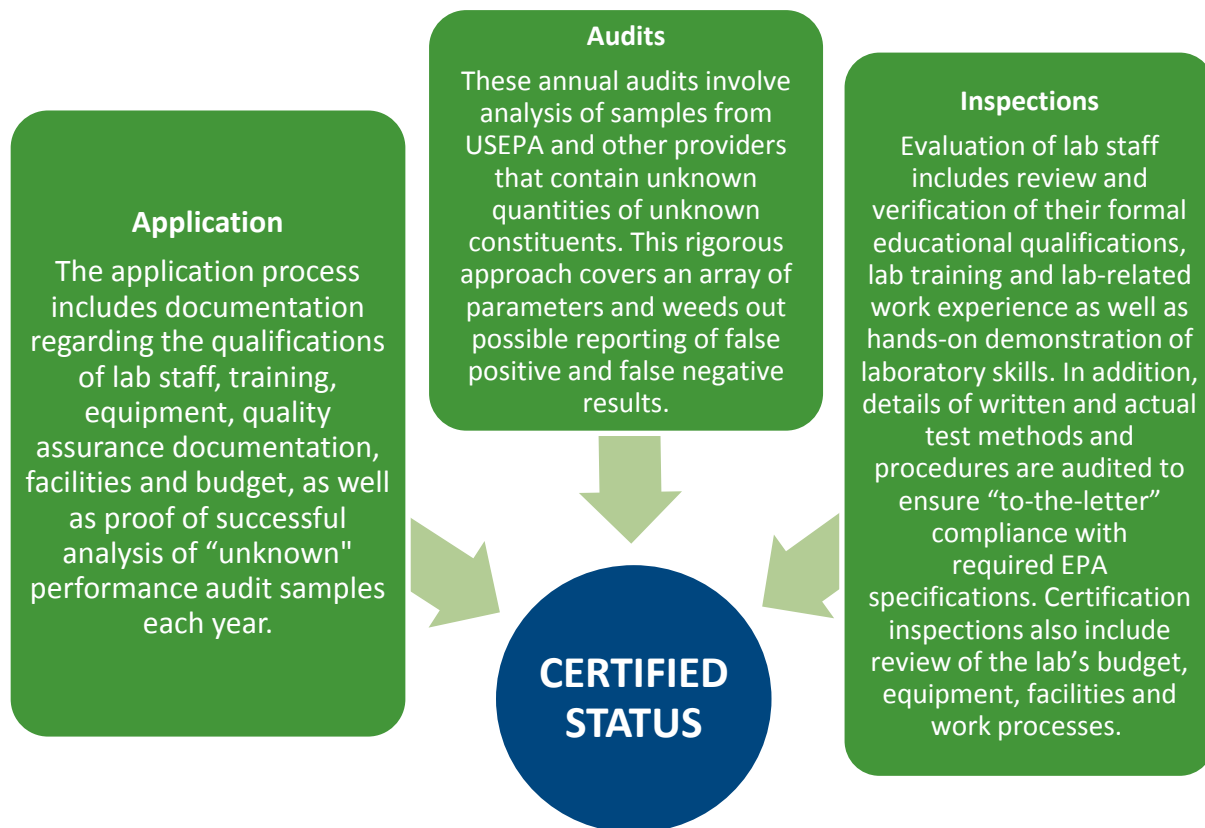 Application
The application process
includes documentation
regarding the qualifications
of lab staff, training,
equipment, quality
assurance documentation,
facilities and budget, as well
as proof of successful
analysis of “unknown"
performance audit samples
each year.
Audits
These annual audits involve
analysis of samples from
USEPA and other providers
that contain unknown
quantities of unknown
constituents. This rigorous
approach covers an array of
parameters and weeds out
possible reporting of false
positive and false negative
results.
Inspections
Evaluation of lab staff
includes review and
verification of their formal
educational qualifications,
lab training and lab-related
work experience as well as
hands-on demonstration of
laboratory skills. In addition,
details of written and actual
test methods and
procedures are audited to
ensure “to-the-letter”
compliance with
required EPA
specifications. Certification
inspections also include
review of the lab’s budget,
equipment, facilities and
work processes.
CERTIFIED
STATUS